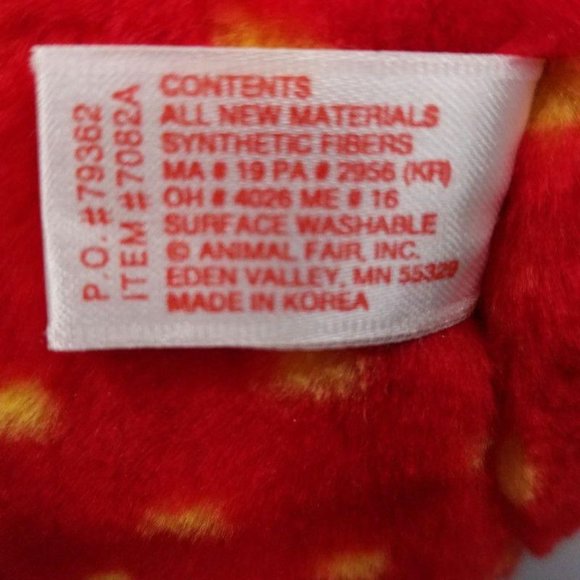 P.O. #79362
ITEM #7082A
CONTENTS
ALL NEW MATERIALS
SYNTHETIC FIBERS
MA # 19 PA # 2956 (KR)
OH # 4026 ME # 16
SURFACE WASHABLE
© ANIMAL FAIR, INC.
EDEN VALLEY, MN 55329
MADE IN KOREA